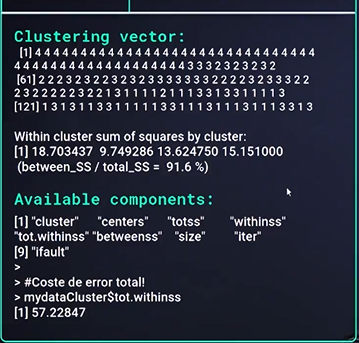 Clustering vector:
[1] 4 4 4 4 4 4 4 4 4 4 4 4 4 4 4 4 4 4 4 4 4 4 4 4 4 4 4 4 4 4 4 4 4
4 4 4 4 4 4 4 4 4 4 4 4 4 4 4 4 4 3 3 3 2 3 2 3 2 3 2
[61] 2 2 2 3 2 3 2 2 3 2 3 2 3 3 3 3 3 3 2 2 2 2 3 2 3 3 3 2 2
2 3 2 2 2 2 2 3 2 2 1 3 1 1 1 1 2 1 1 1 3 3 1 3 3 1 1 1 1 3
[121] 1 3 1 3 1 1 3 3 1 1 1 1 1 3 3 1 1 1 3 1 1 1 3 1 1 1 3 3 1 3
Within cluster sum of squares by cluster:
[1] 18.703437 9.749286 13.624750 15.151000
(between_SS / total_SS = 91.6 %)
Available components:
[1] "cluster" "centers" "totss" "withinss"
"tot.withinss" "betweenss" "size" "iter"
[9] "ifault"
>
> #Coste de error total!
> mydataCluster$tot.withinss
[1] 57.22847